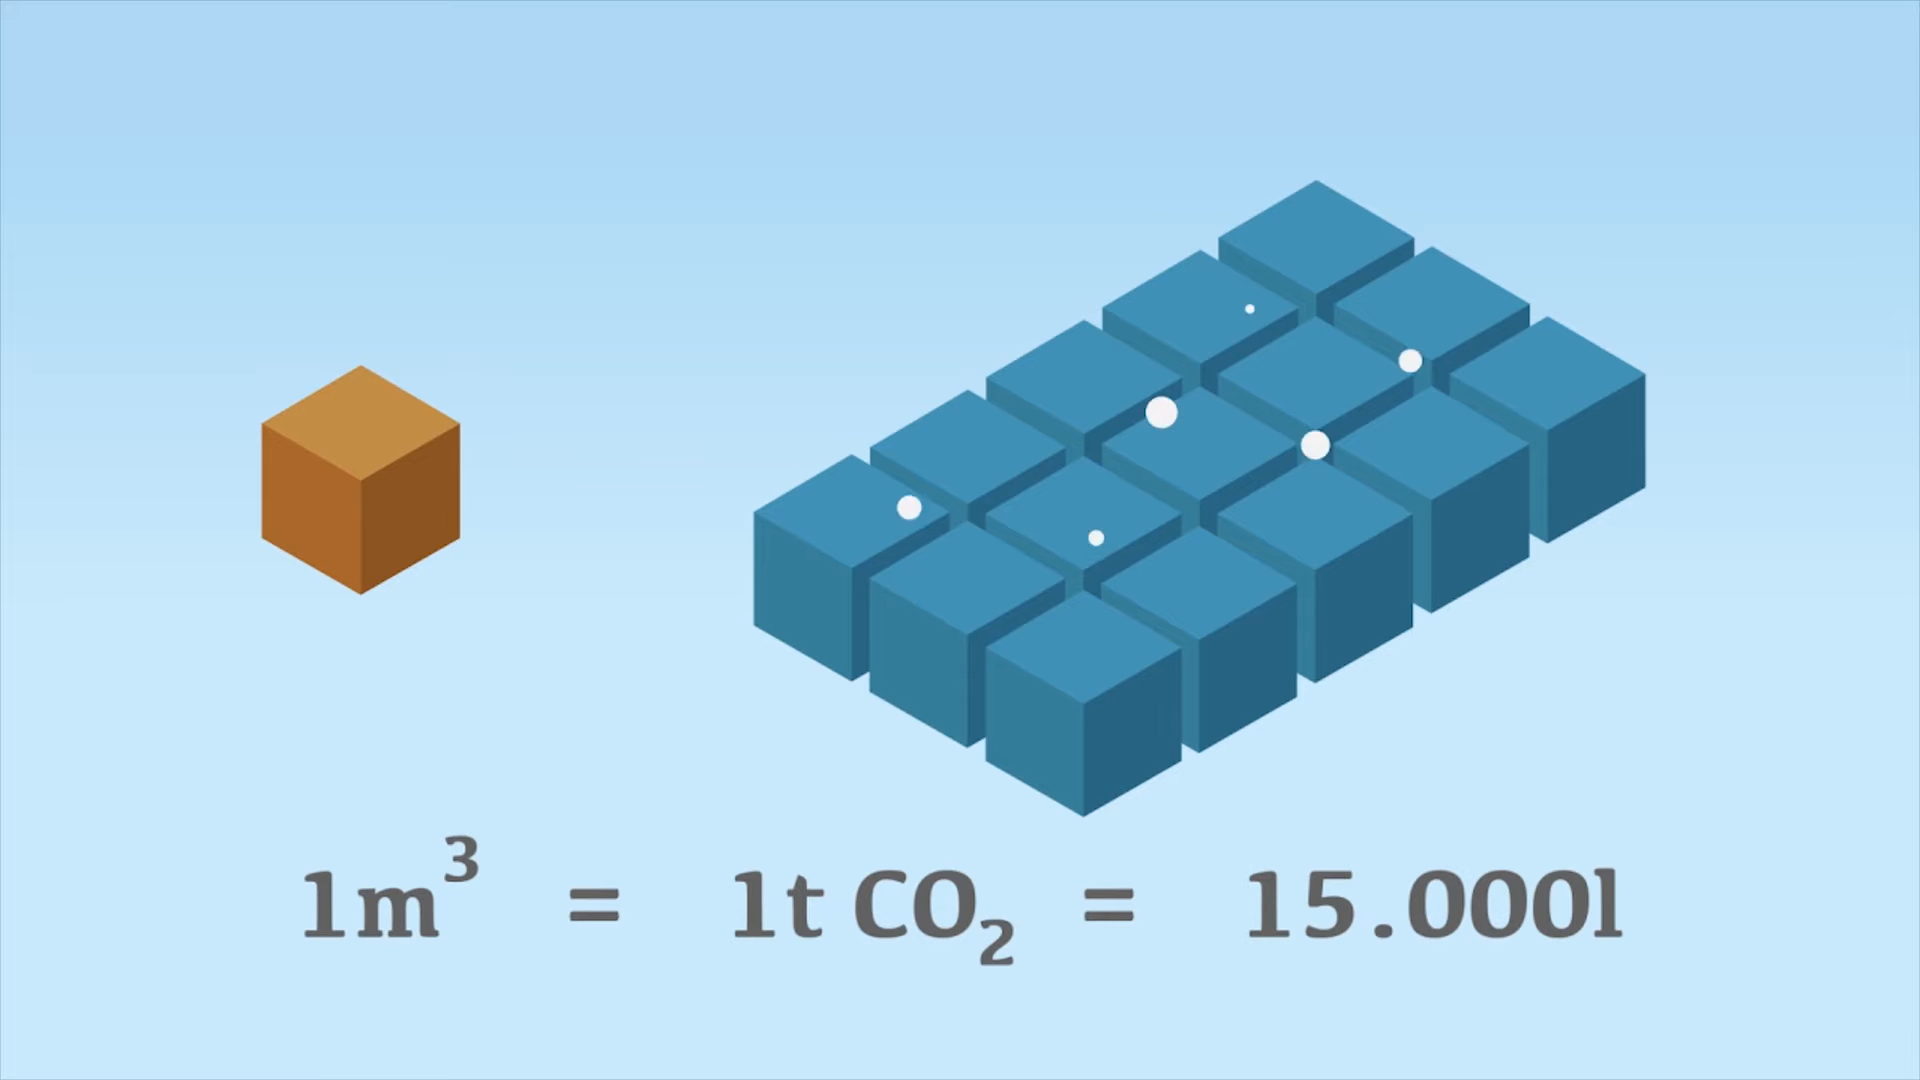 1m³ = 1t CO₂ = 15.000l